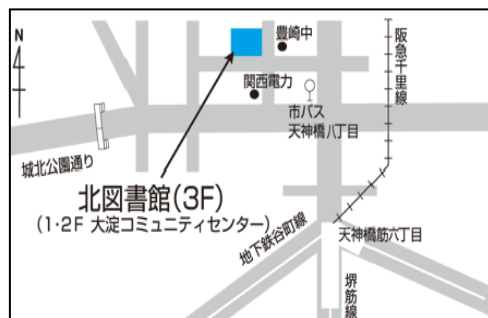 N
豊崎中
関西電力
市バス
天神橋八丁目
阪急千里線
城北公園通り
北図書館(3F)
(1・2F 大淀コミュニティセンター)
地下鉄谷町線
天神橋筋六丁目
堺筋線